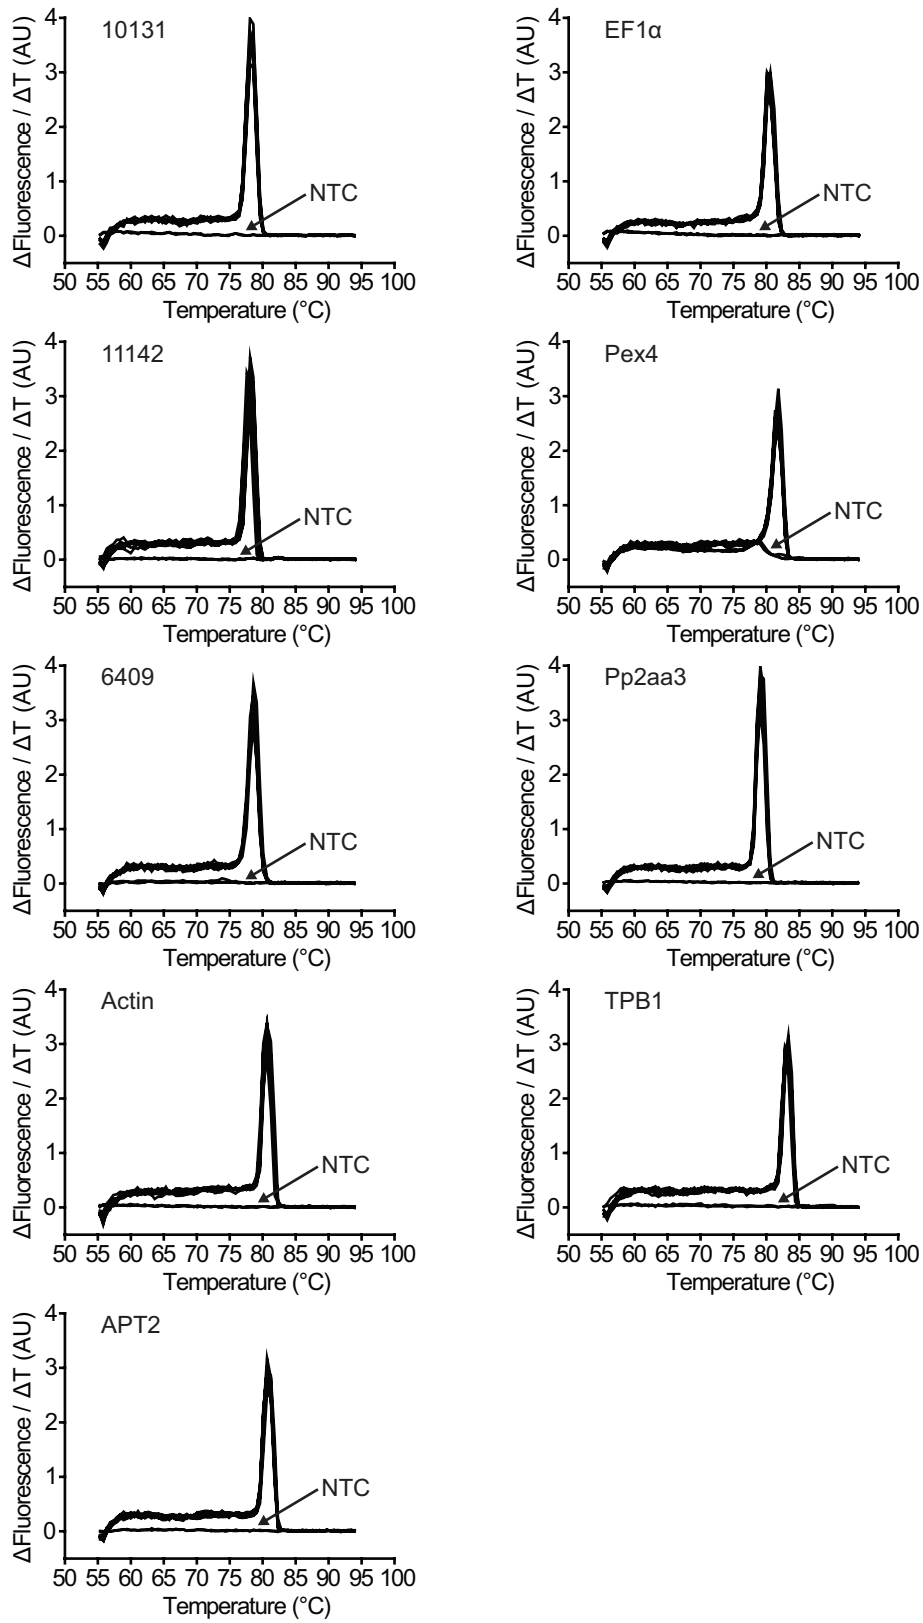 10131
ΔFluorescence / ΔT (AU)
4
3
2
1
0
NTC
50 55 60 65 70 75 80 85 90 95 100
Temperature (°C)
EF1α
ΔFluorescence / ΔT (AU)
4
3
2
1
0
NTC
50 55 60 65 70 75 80 85 90 95 100
Temperature (°C)
11142
ΔFluorescence / ΔT (AU)
4
3
2
1
0
NTC
50 55 60 65 70 75 80 85 90 95 100
Temperature (°C)
Pex4
ΔFluorescence / ΔT (AU)
4
3
2
1
0
NTC
50 55 60 65 70 75 80 85 90 95 100
Temperature (°C)
6409
ΔFluorescence / ΔT (AU)
4
3
2
1
0
NTC
50 55 60 65 70 75 80 85 90 95 100
Temperature (°C)
Pp2aa3
ΔFluorescence / ΔT (AU)
4
3
2
1
0
NTC
50 55 60 65 70 75 80 85 90 95 100
Temperature (°C)
Actin
ΔFluorescence / ΔT (AU)
4
3
2
1
0
NTC
50 55 60 65 70 75 80 85 90 95 100
Temperature (°C)
TPB1
ΔFluorescence / ΔT (AU)
4
3
2
1
0
NTC
50 55 60 65 70 75 80 85 90 95 100
Temperature (°C)
APT2
ΔFluorescence / ΔT (AU)
4
3
2
1
0
NTC
50 55 60 65 70 75 80 85 90 95 100
Temperature (°C)